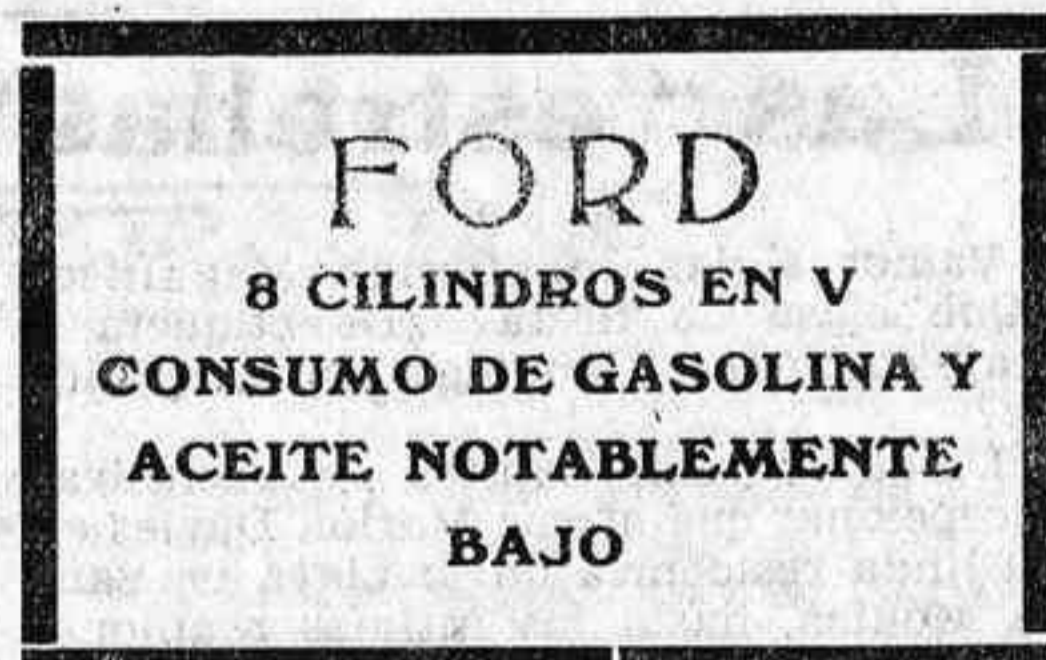 FORD
8 CILINDROS EN V
CONSUMO DE GASOLINA Y
ACEITE NOTABLEMENTE
BAJO